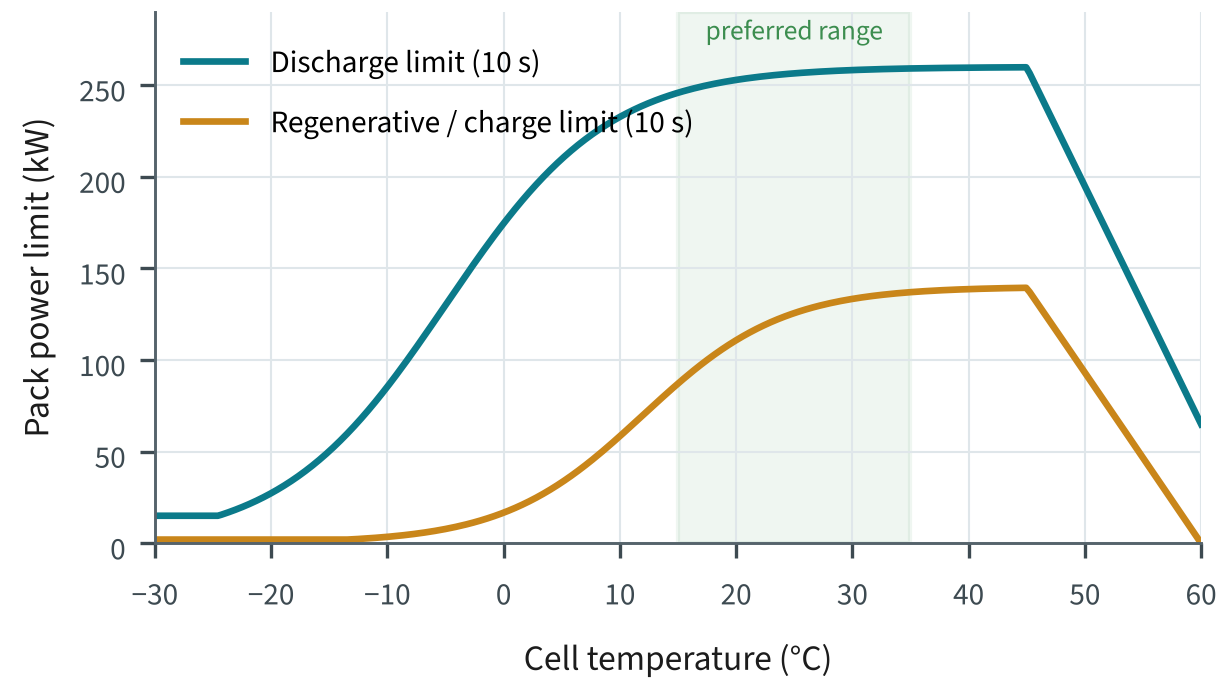 preferred range
Discharge limit (10 s)
Regenerative / charge limit (10 s)
Pack power limit (kW)
250
200
150
100
50
0
−30 −20 −10 0 10 20 30 40 50 60
Cell temperature (°C)